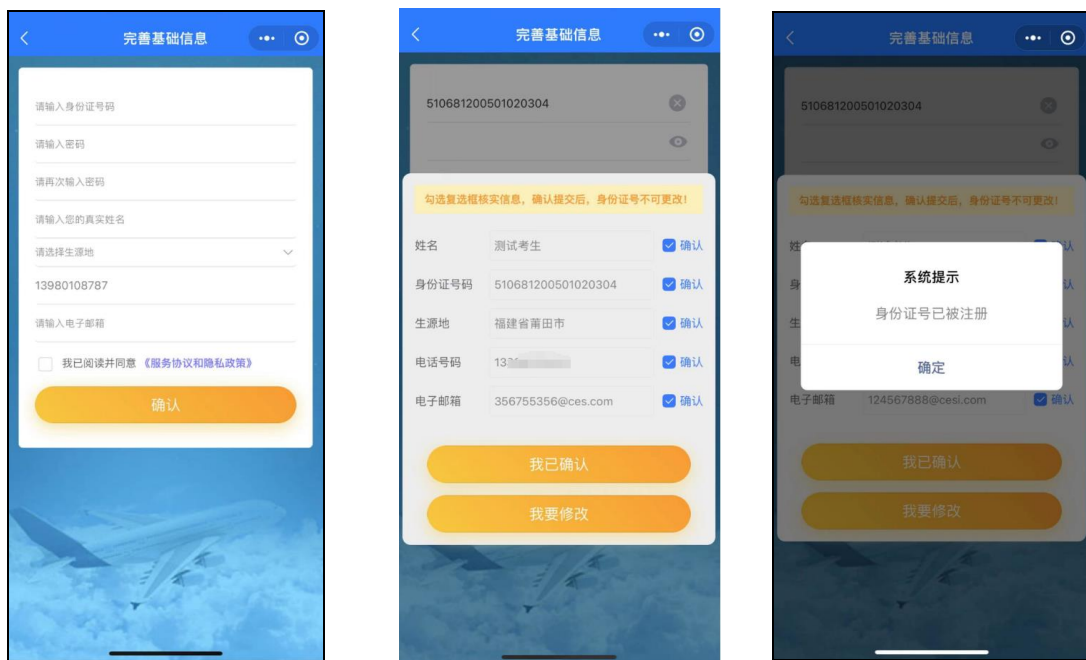 完善基础信息
请输入身份证号码
请输入密码
请再次输入密码
请输入您的真实姓名
请选择生源地
13980108787
请输入电子邮箱
我已阅读并同意 《服务协议和隐私政策》
确认
完善基础信息
510681200501020304
勾选复选框核实信息，确认提交后，身份证号不可更改！
姓名 测试考生 确认
身份证号码 510681200501020304 确认
生源地 福建省莆田市 确认
电话号码 133 确认
电子邮箱 356755356@ces.com 确认
我已确认
我要修改
完善基础信息
510681200501020304
勾选复选框核实信息，确认提交后，身份证号不可更改！
系统提示
身份证号已被注册
确定
电子邮箱 124567888@cesi.com 确认
我已确认
我要修改